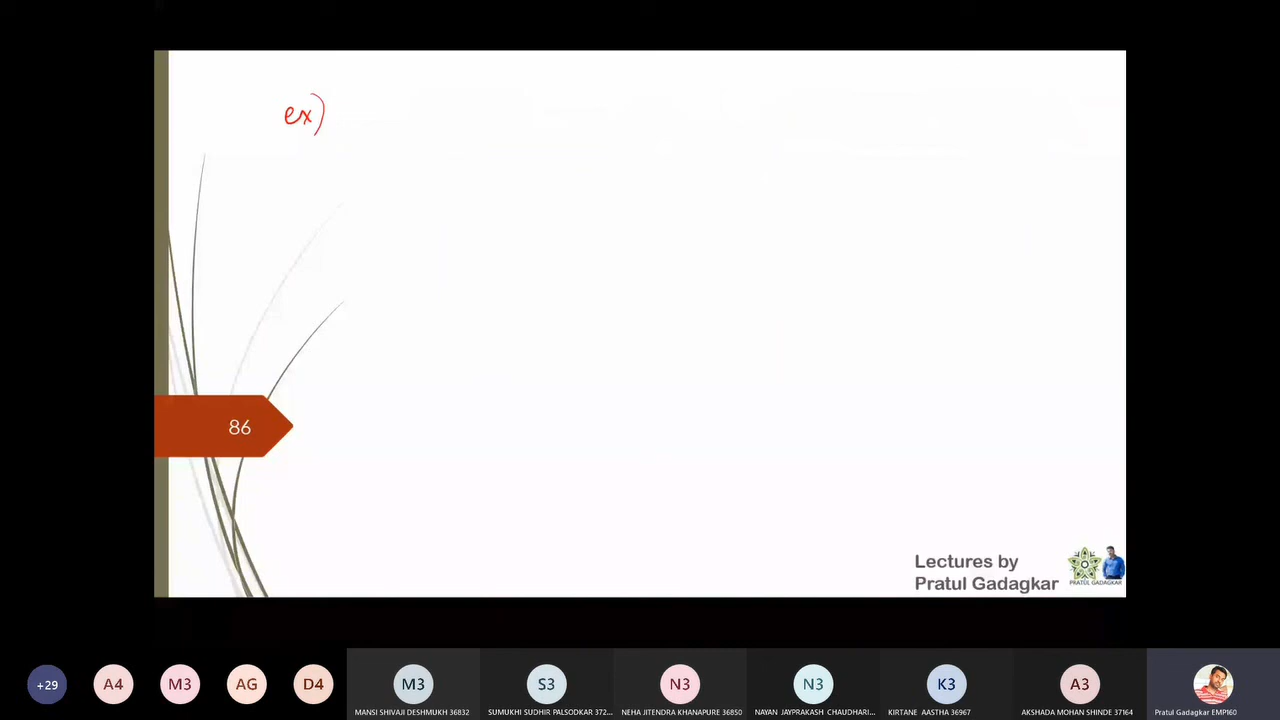 ex)
86
Lectures by
Pratul Gadagkar
PRATUL GADAGKAR
+29
A4
M3
AG
D4
M3
S3
N3
N3
K3
A3
MANSI SHIVAJI DESHMUKH 36832
SUMUKHI SUDHIR PALSODKAR 372...
NEHA JITENDRA KHANAPURE 36850
NAYAN JAYPRAKASH CHAUDHARI...
KIRTANE AASTHA 36967
AKSHADA MOHAN SHINDE 37164
Pratul Gadagkar EMP160